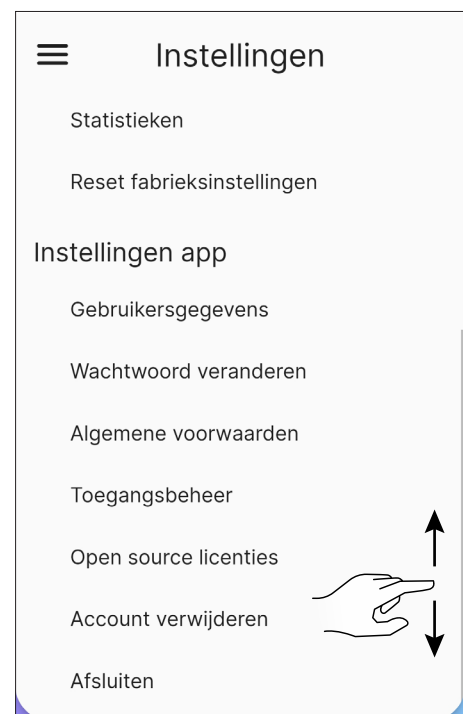 Instellingen
Statistieken
Reset fabrieksinstellingen
Instellingen app
Gebruikersgegevens
Wachtwoord veranderen
Algemene voorwaarden
Toegangsbeheer
Open source licenties
Account verwijderen
Afsluiten